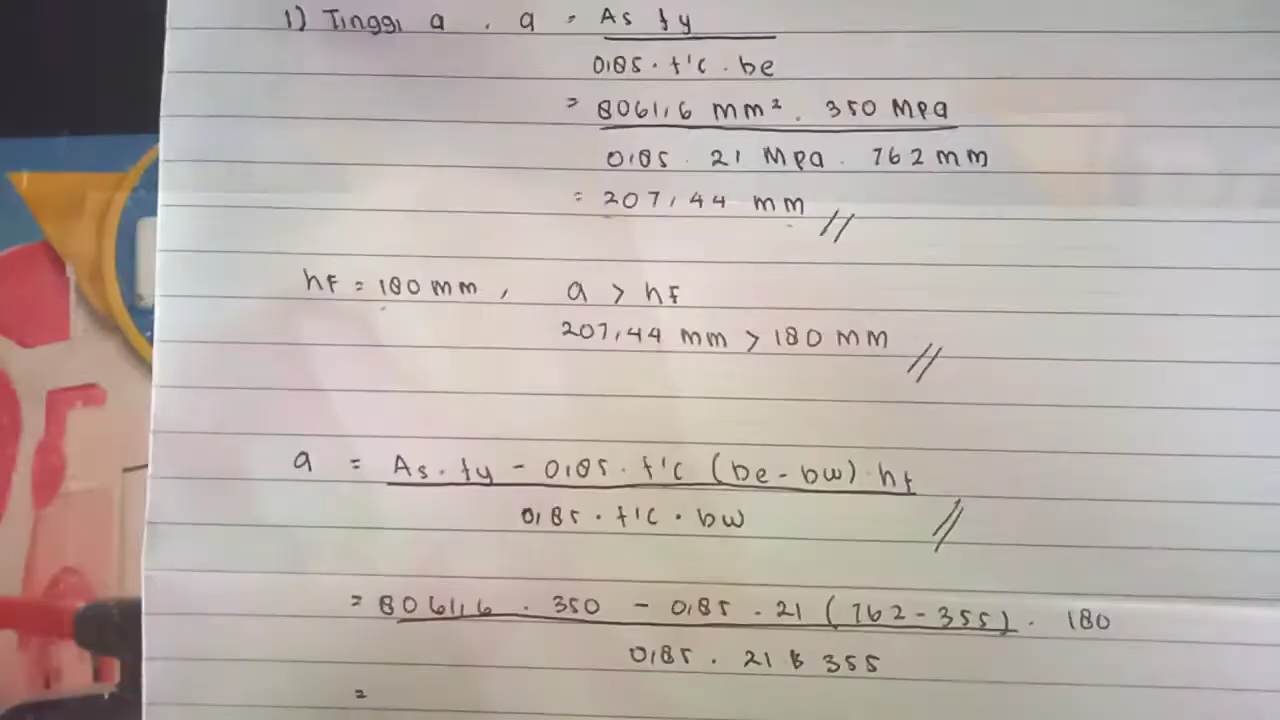 1) Tinggi a . a = As fy
0,85 . f'c . be
= 8061,6 mm² . 350 Mpa
0,85 . 21 Mpa . 762 mm
= 207,44 mm //
hf = 180 mm , a > hf
207,44 mm > 180 mm //
a = As . fy - 0,85 . f'c (be - bw) . hf
0,85 . f'c . bw //
= 8061,6 . 350 - 0,85 . 21 (762 - 355) . 180
0,85 . 21 . 355
=